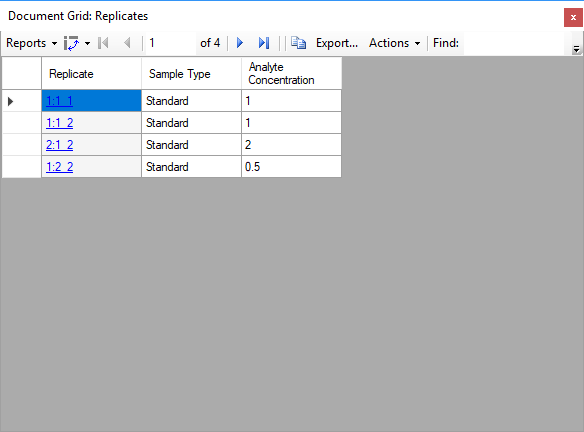 Document Grid: Replicates
Reports 1 of 4 Export... Actions Find:
Replicate Sample Type Analyte
Concentration
1:1_1 Standard 1
1:1_2 Standard 1
2:1_2 Standard 2
1:2_2 Standard 0.5